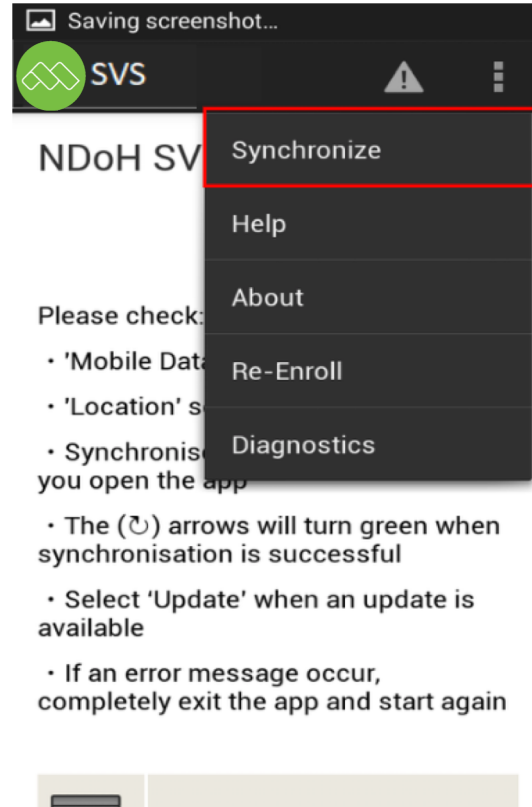 Saving screenshot...
SVS
NDoH SV
Synchronize
Help
About
Re-Enroll
Diagnostics
Please check:
· 'Mobile Data
· 'Location' s
· Synchronise
you open the app
· The (↻) arrows will turn green when
synchronisation is successful
· Select ‘Update’ when an update is
available
· If an error message occur,
completely exit the app and start again